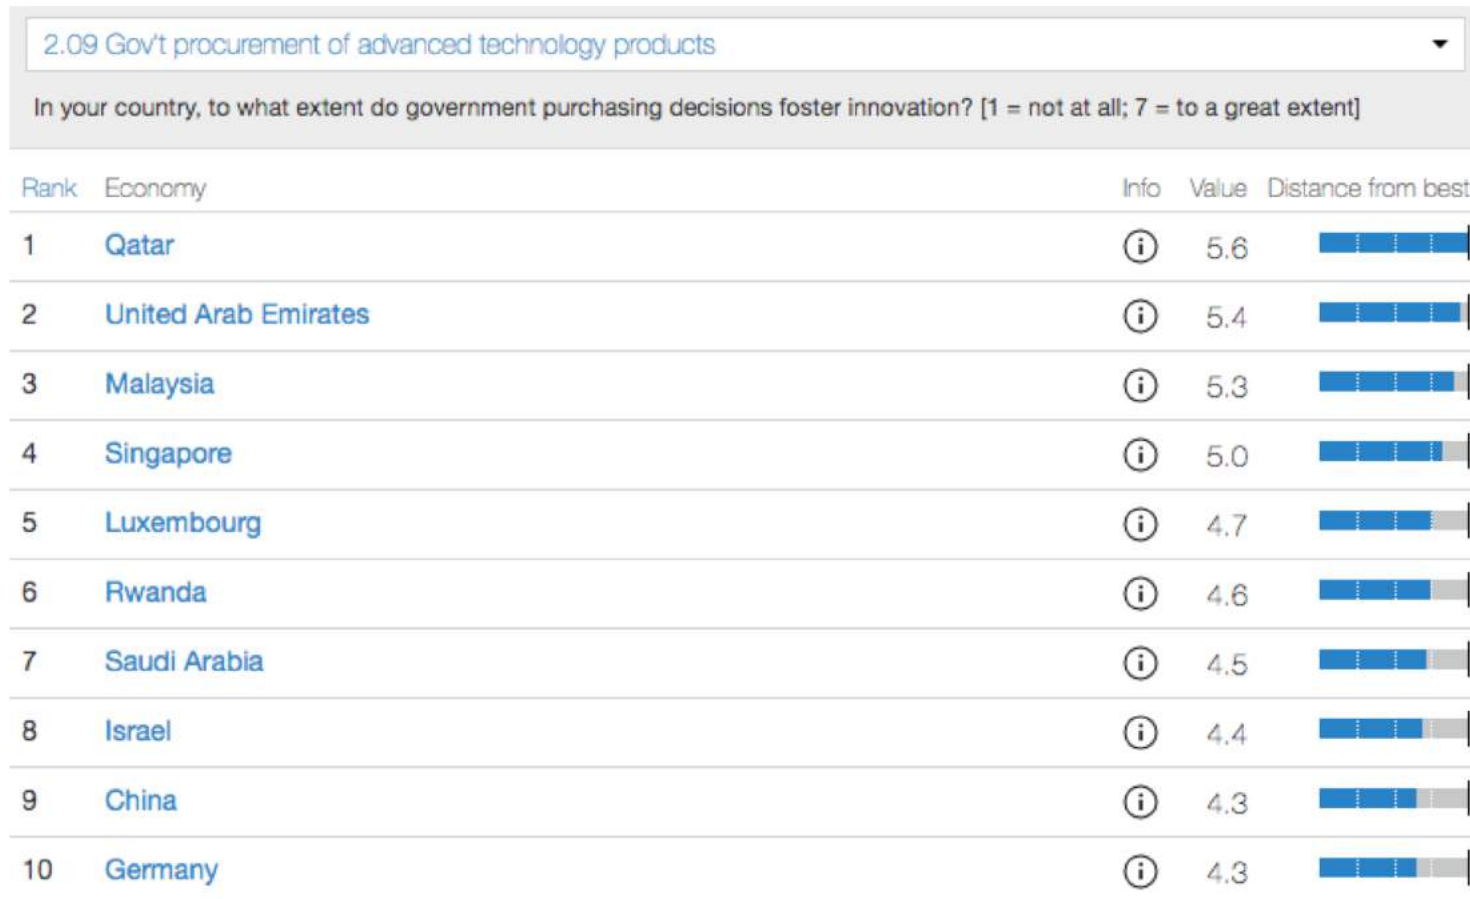 2.09 Gov't procurement of advanced technology products
In your country, to what extent do government purchasing decisions foster innovation? [1 = not at all; 7 = to a great extent]
Rank Economy Info Value Distance from best
1 Qatar i 5.6
2 United Arab Emirates i 5.4
3 Malaysia i 5.3
4 Singapore i 5.0
5 Luxembourg i 4.7
6 Rwanda i 4.6
7 Saudi Arabia i 4.5
8 Israel i 4.4
9 China i 4.3
10 Germany i 4.3